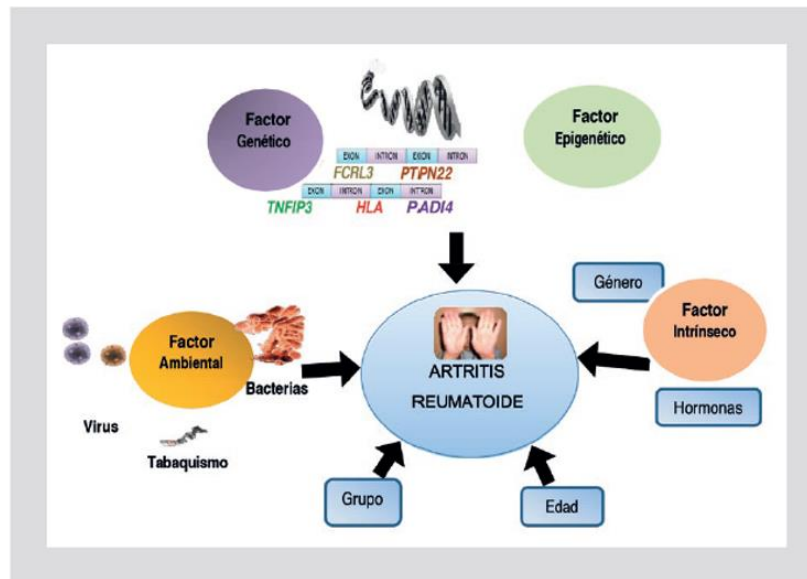 Factor
Genético
Factor
Epigenético
EXON INTRON EXON INTRON
FCRL3 PTPN22
EXON INTRON EXON INTRON
TNFIP3 HLA PADI4
Género
Factor
Intrínseco
Hormonas
Factor
Ambiental
Bacterias
Virus
Tabaquismo
ARTRITIS
REUMATOIDE
Grupo
Edad